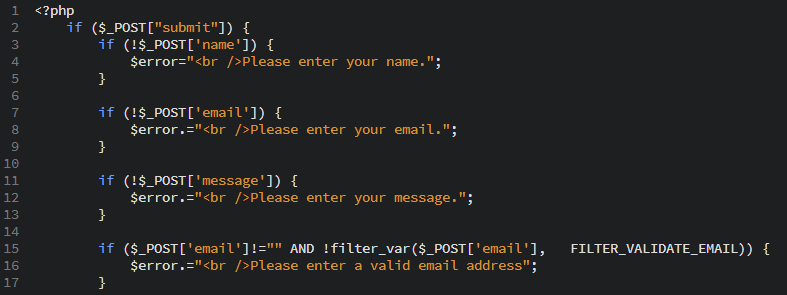 1 <?php
2     if ($_POST["submit"]) {
3         if (!$_POST['name']) {
4             $error="<br />Please enter your name.";
5         }
6
7         if (!$_POST['email']) {
8             $error.="<br />Please enter your email.";
9         }
10
11         if (!$_POST['message']) {
12             $error.="<br />Please enter your message.";
13         }
14
15         if ($_POST['email']!="" AND !filter_var($_POST['email'],   FILTER_VALIDATE_EMAIL)) {
16             $error.="<br />Please enter a valid email address";
17         }